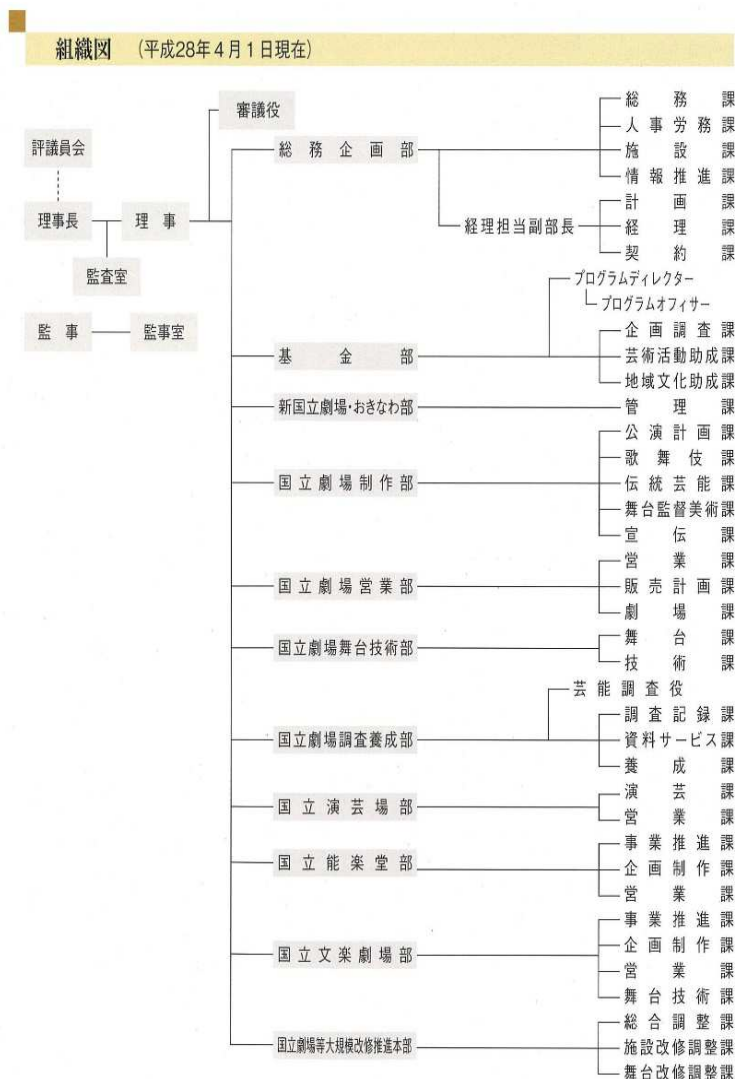 組織図 （平成28年4月1日現在）
評議員会
理事長
理事
審議役
監査室
監事
監事室
総務企画部
総務課
人事労務課
施設課
情報推進課
経理担当副部長
計画課
経理課
契約課
基金部
プログラムディレクター
プログラムオフィサー
企画調査課
芸術活動助成課
地域文化助成課
新国立劇場・おきなわ部
管理課
国立劇場制作部
公演計画課
歌舞伎課
伝統芸能課
舞台監督美術課
宣伝課
国立劇場営業部
営業課
販売計画課
劇場課
国立劇場舞台技術部
舞台課
技術課
国立劇場調査養成部
芸能調査役
調査記録課
資料サービス課
養成課
国立演芸場部
演芸課
営業課
国立能楽堂部
事業推進課
企画制作課
営業課
国立文楽劇場部
事業推進課
企画制作課
営業課
舞台技術課
国立劇場等大規模改修推進本部
総合調整課
施設改修調整課
舞台改修調整課